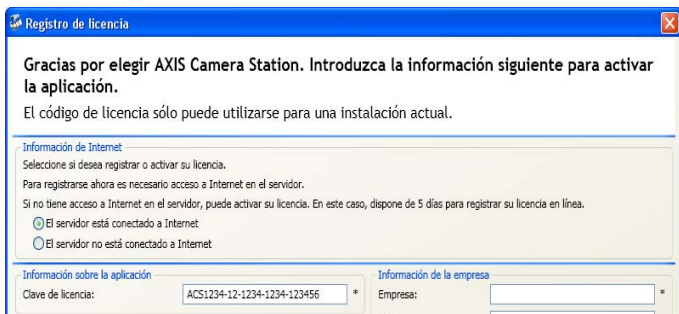 Registro de licencia
Gracias por elegir AXIS Camera Station. Introduzca la información siguiente para activar
la aplicación.
El código de licencia sólo puede utilizarse para una instalación actual.
Información de Internet
Seleccione si desea registrar o activar su licencia.
Para registrarse ahora es necesario acceso a Internet en el servidor.
Si no tiene acceso a Internet en el servidor, puede activar su licencia. En este caso, dispone de 5 días para registrar su licencia en línea.
El servidor está conectado a Internet
El servidor no está conectado a Internet
Información sobre la aplicación
Clave de licencia: ACS1234-12-1234-1234-123456 *
Información de la empresa
Empresa: *